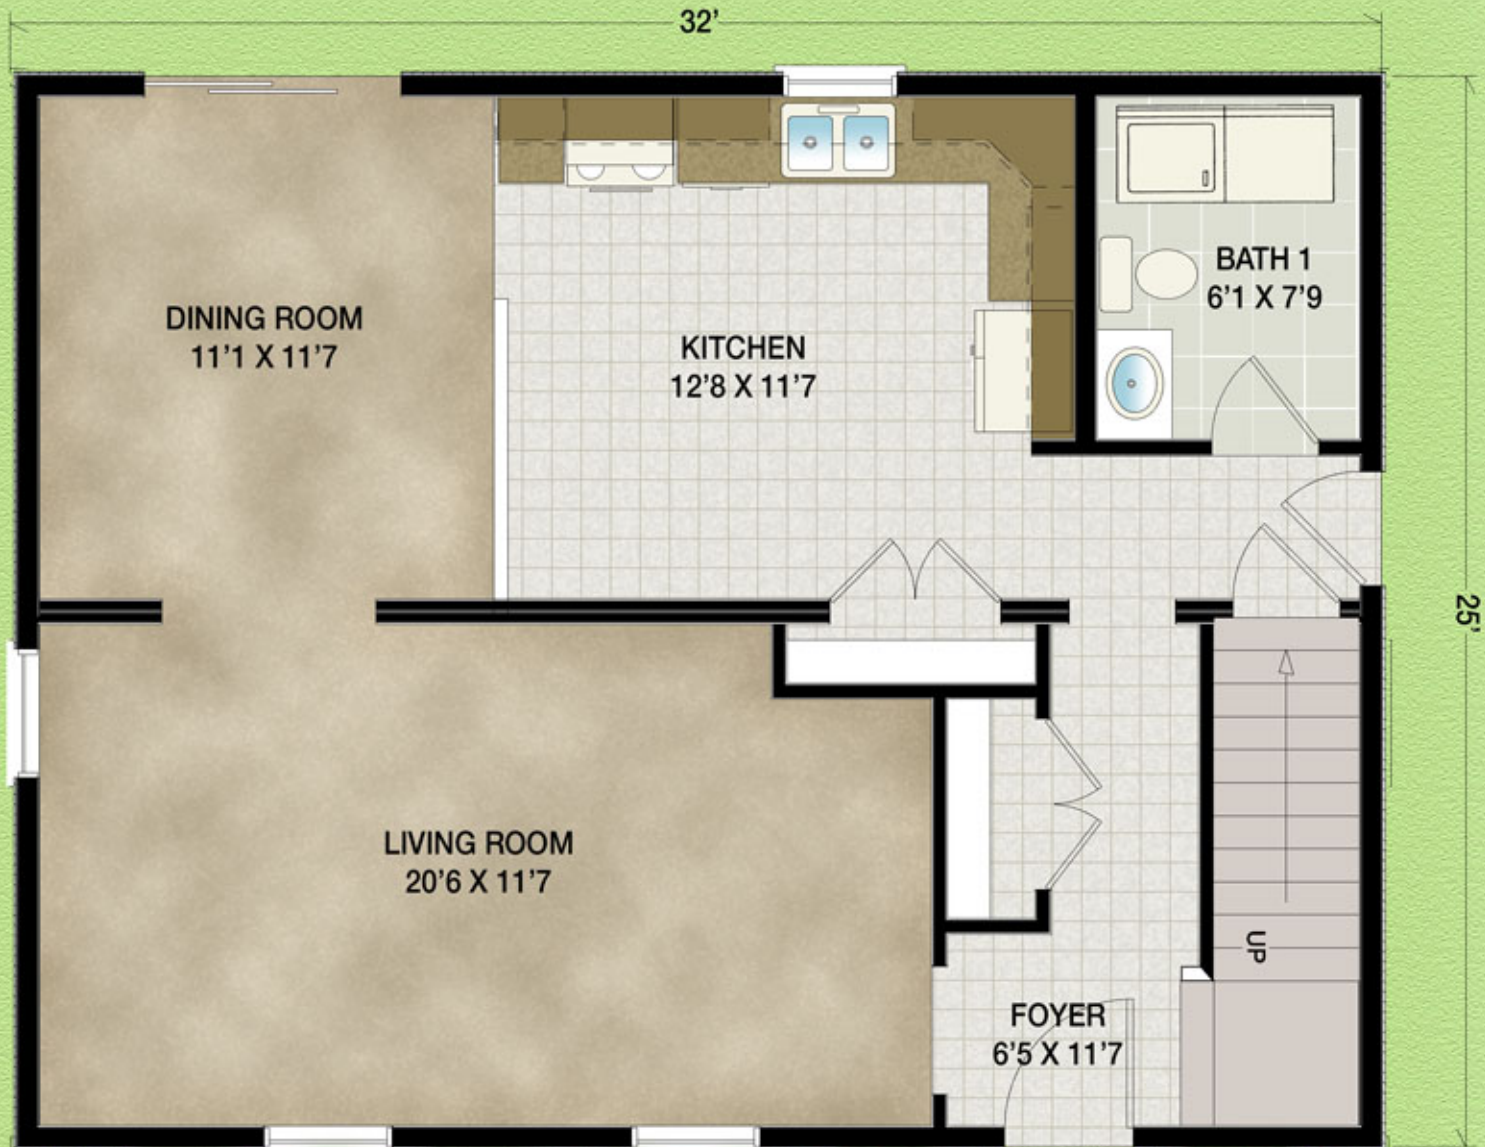 32'
BATH 1
6'1 X 7'9
DINING ROOM
11'1 X 11'7
KITCHEN
12'8 X 11'7
25'
LIVING ROOM
20'6 X 11'7
UP
FOYER
6'5 X 11'7